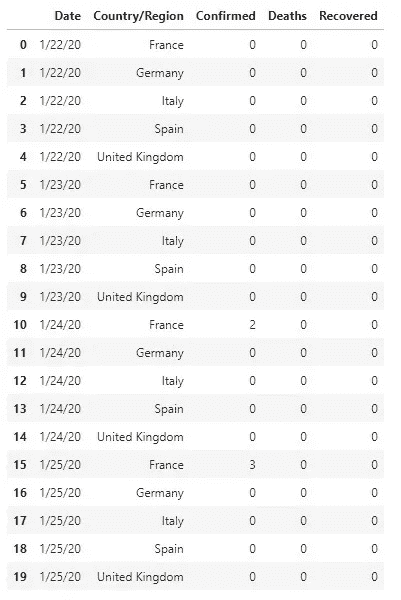 Date Country/Region Confirmed Deaths Recovered
0 1/22/20 France 0 0 0
1 1/22/20 Germany 0 0 0
2 1/22/20 Italy 0 0 0
3 1/22/20 Spain 0 0 0
4 1/22/20 United Kingdom 0 0 0
5 1/23/20 France 0 0 0
6 1/23/20 Germany 0 0 0
7 1/23/20 Italy 0 0 0
8 1/23/20 Spain 0 0 0
9 1/23/20 United Kingdom 0 0 0
10 1/24/20 France 2 0 0
11 1/24/20 Germany 0 0 0
12 1/24/20 Italy 0 0 0
13 1/24/20 Spain 0 0 0
14 1/24/20 United Kingdom 0 0 0
15 1/25/20 France 3 0 0
16 1/25/20 Germany 0 0 0
17 1/25/20 Italy 0 0 0
18 1/25/20 Spain 0 0 0
19 1/25/20 United Kingdom 0 0 0